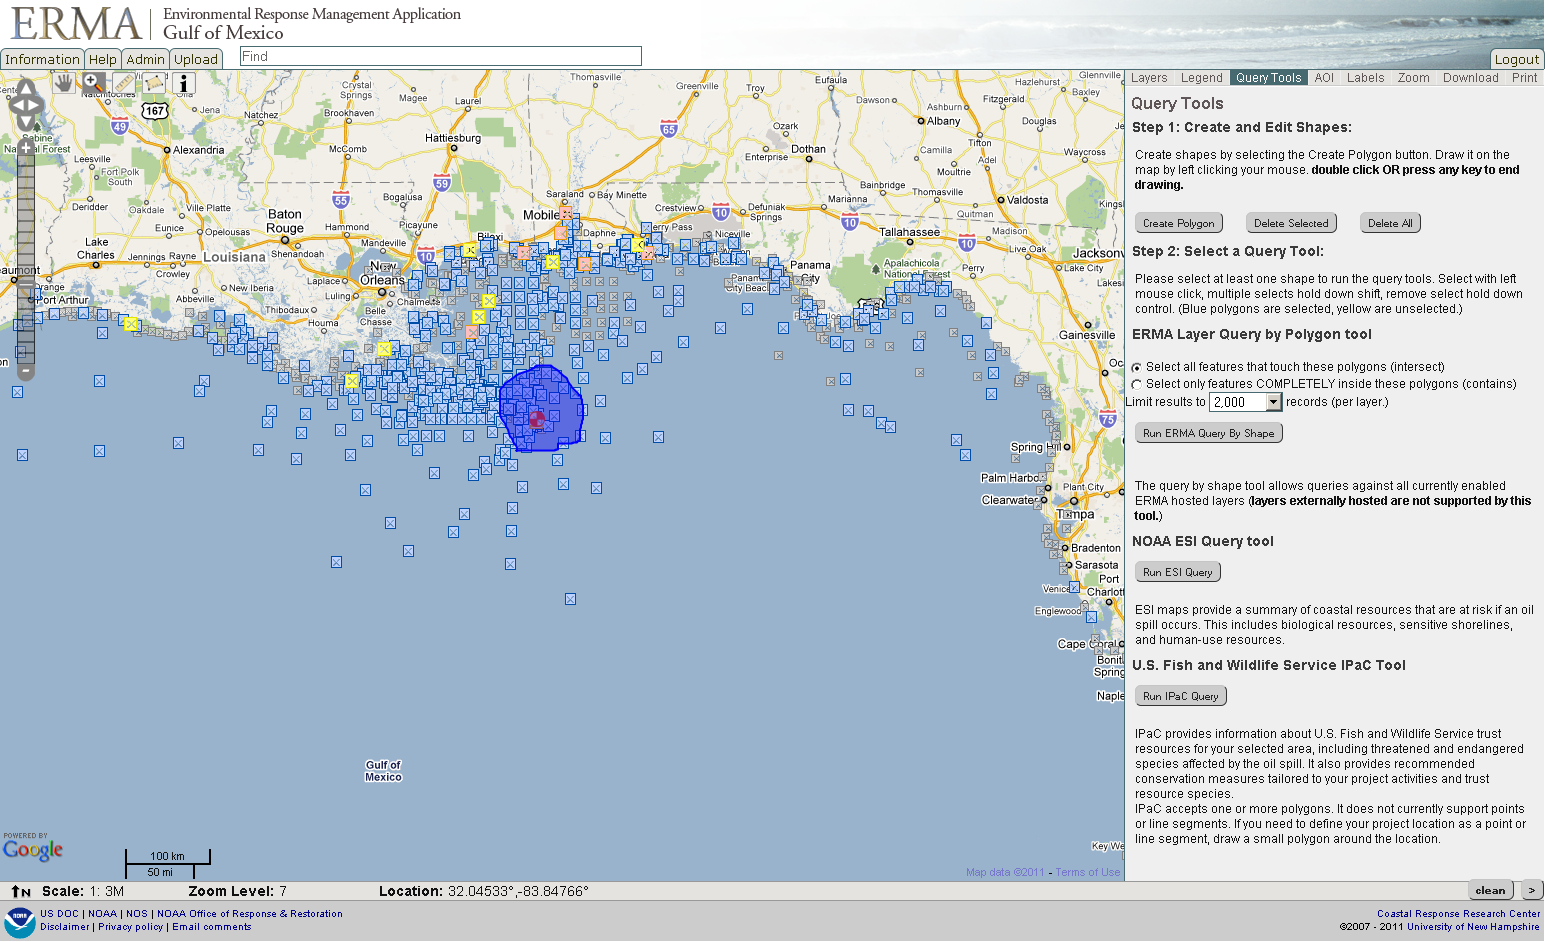 ERMA
Environmental Response Management Application
Gulf of Mexico
Information Help Admin Upload
Find
Logout
Layers Legend Query Tools AOI Labels Zoom Download Print
Query Tools
Step 1: Create and Edit Shapes:
Create shapes by selecting the Create Polygon button. Draw it on the
map by left clicking your mouse. double click OR press any key to end
drawing.
Create Polygon Delete Selected Delete All
Step 2: Select a Query Tool:
Please select at least one shape to run the query tools. Select with left
mouse click, multiple selects hold down shift, remove select hold down
control. (Blue polygons are selected, yellow are unselected.)
ERMA Layer Query by Polygon tool
Select all features that touch these polygons (intersect)
Select only features COMPLETELY inside these polygons (contains)
Limit results to 2,000 records (per layer.)
Run ERMA Query By Shape
The query by shape tool allows queries against all currently enabled
ERMA hosted layers (layers externally hosted are not supported by this
tool.)
NOAA ESI Query tool
Run ESI Query
ESI maps provide a summary of coastal resources that are at risk if an oil
spill occurs. This includes biological resources, sensitive shorelines,
and human-use resources.
U.S. Fish and Wildlife Service IPaC Tool
Run IPaC Query
IPaC provides information about U.S. Fish and Wildlife Service trust
resources for your selected area, including threatened and endangered
species affected by the oil spill. It also provides recommended
conservation measures tailored to your project activities and trust
resource species.
IPaC accepts one or more polygons. It does not currently support points
or line segments. If you need to define your project location as a point or
line segment, draw a small polygon around the location.
Thomasville
Eufaula
Hazlehurst
Glennville
Jesup
Baxley
Crystal
Springs
Magee
Laurel
Greenville
Troy
Dawson
Ashburn
Fitzgerald
Natchitoches
167
Jena
Natchez
Brookhaven
49
65
Ozark
Albany
Douglas
Tifton
Hattiesburg
Leesville
Alexandria
McComb
Enterprise
Dothan
Camilla
Adel
Waycross
Fort Polk
South
Moultrie
59
DeRidder
Oakdale
Ville Platte
55
Bogalusa
Saraland
Bay Minette
Bainbridge
Thomasville
Marianna
Valdosta
Baton
Rouge
Hammond
Picayune
Mobile
Crestview
10
Defuniak
Springs
10
Quitman
Opelousas
Mandeville
Daphne
Niceville
Tallahassee
Madison
10
Live Oak
Lake
Charles
Jennings Rayne
Crowley
Louisiana
Shenandoah
10
Biloxi
Panama
City Beach
Panama
Apalachicola
National Forest
Perry
Jacksonv
Lake City
New
Orleans
Laplace
Luling
Chalmette
Port Arthur
Abbeville
New Iberia
Thibodaux
Houma
Belle
Chasse
Gainesville
75
Spring Hill
Palm Harbo
Clearwater
Plant City
Tampa
Bradenton
Sarasota
Port
Charlott
Venice
Englewood
Cape Coral
Bonit
Spring
Naple
Key We
Gulf of
Mexico
POWERED BY
Google
100 km
50 mi
Map data ©2011 - Terms of Use
N Scale: 1: 3M Zoom Level: 7 Location: 32.04533°,-83.84766°
clean >
NOAA
US DOC | NOAA | NOS | NOAA Office of Response & Restoration
Disclaimer | Privacy policy | Email comments
Coastal Response Research Center
©2007 - 2011 University of New Hampshire